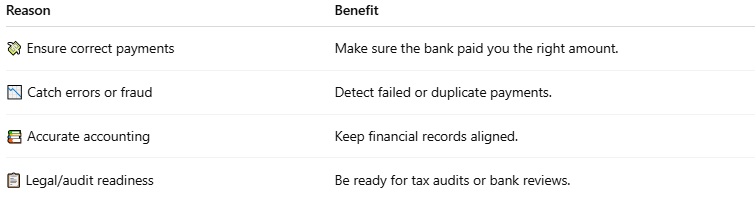 Reason Benefit
💸 Ensure correct payments Make sure the bank paid you the right amount.
📉 Catch errors or fraud Detect failed or duplicate payments.
📚 Accurate accounting Keep financial records aligned.
📋 Legal/audit readiness Be ready for tax audits or bank reviews.